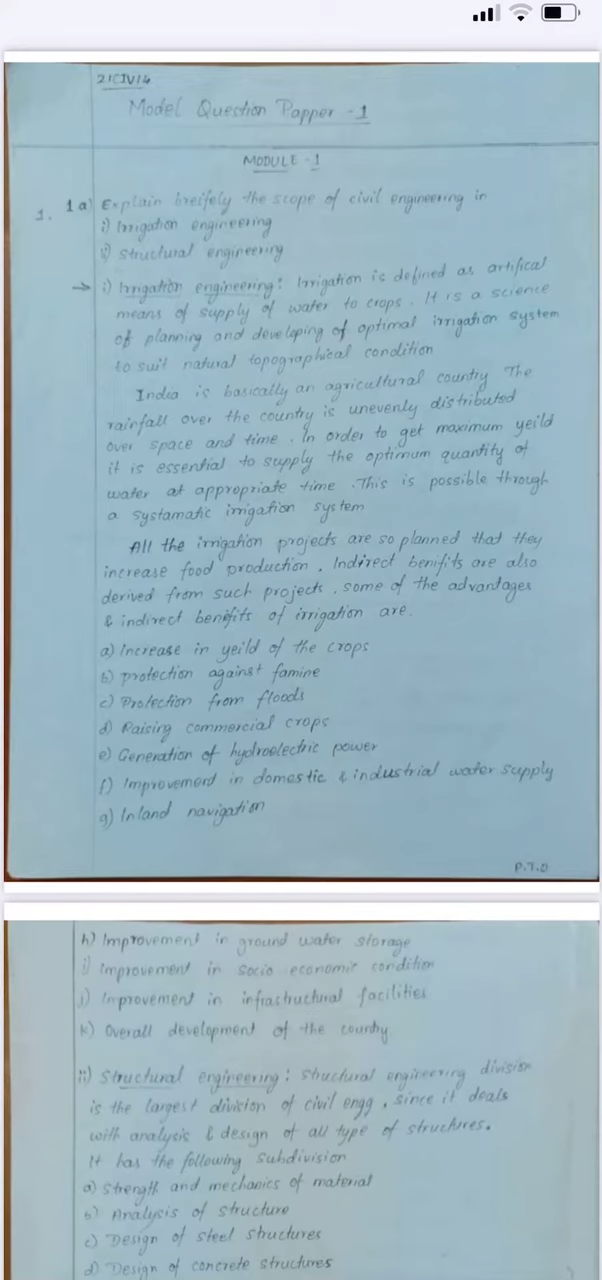 21CIV14
Model Question Papper - 1
MODULE - 1
1. 1a) Explain breifely the scope of civil engineering in
i) Irrigation engineering
ii) Structural engineering
→ i) Irrigation engineering: Irrigation is defined as artifical
means of supply of water to crops. It is a science
of planning and developing of optimal irrigation system
to suit natural topographical condition
India is basically an agricultural country The
rainfall over the country is unevenly distributed
over space and time. In order to get maximum yeild
it is essential to supply the optimum quantity of
water at appropriate time. This is possible through
a systamatic irrigation system
All the irrigation projects are so planned that they
increase food production. Indirect benifits are also
derived from such projects. some of the advantages
& indirect benifits of irrigation are.
a) Increase in yeild of the crops
b) protection against famine
c) Protection from floods
d) Raising commercial crops
e) Generation of hydroelectric power
f) Improvement in domestic & industrial water supply
g) Inland navigation
P.T.O
h) Improvement in ground water storage
i) Improvement in socio economic condition
j) Improvement in infrastructural facilities
k) Overall development of the country
ii) Structural engineering: Structural engineering division
is the largest division of civil engg, since it deals
with analysis & design of all type of structures.
It has the following subdivision
a) Strength and mechanics of material
b) Analysis of structure
c) Design of steel structures
d) Design of concrete structures